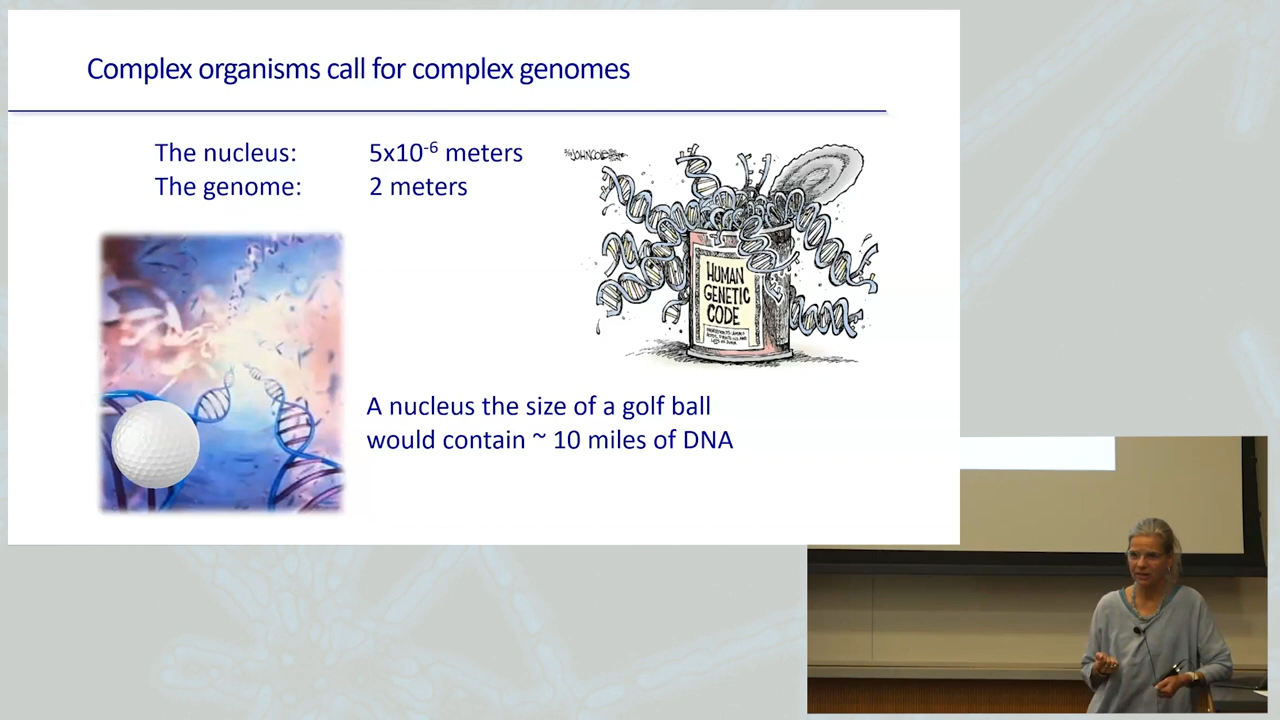 Complex organisms call for complex genomes
The nucleus: 5x10⁻⁶ meters
The genome: 2 meters
HUMAN
GENETIC
CODE
A nucleus the size of a golf ball
would contain ~ 10 miles of DNA